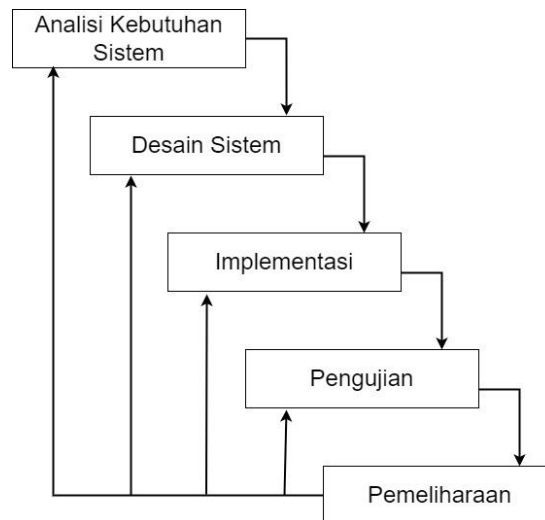 Analisi Kebutuhan
Sistem
Desain Sistem
Implementasi
Pengujian
Pemeliharaan